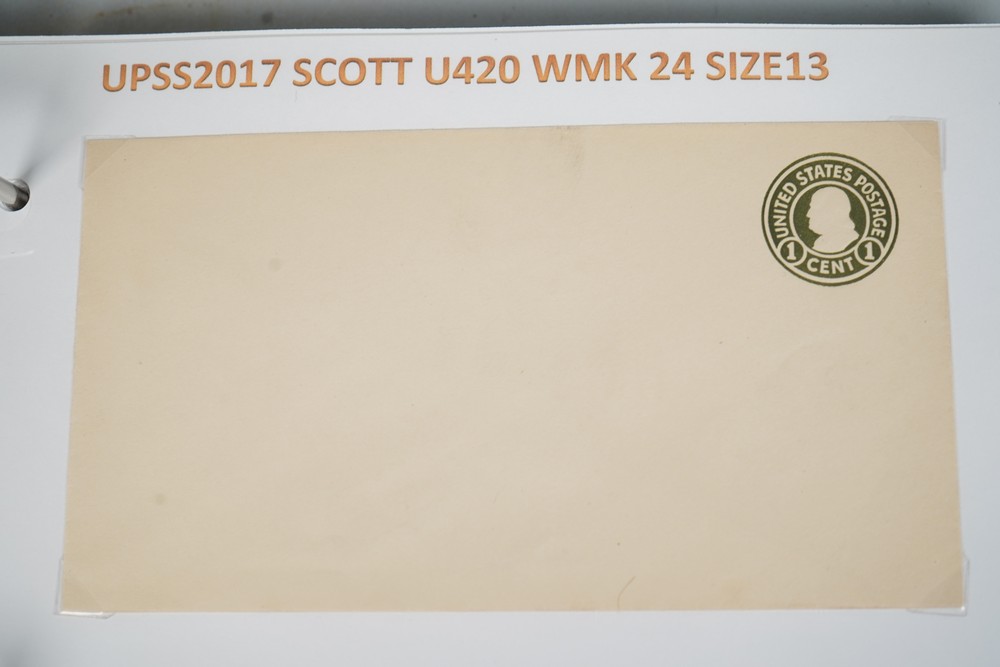 UPSS2017 SCOTT U420 WMK 24 SIZE13
UNITED STATES POSTAGE
1 CENT 1